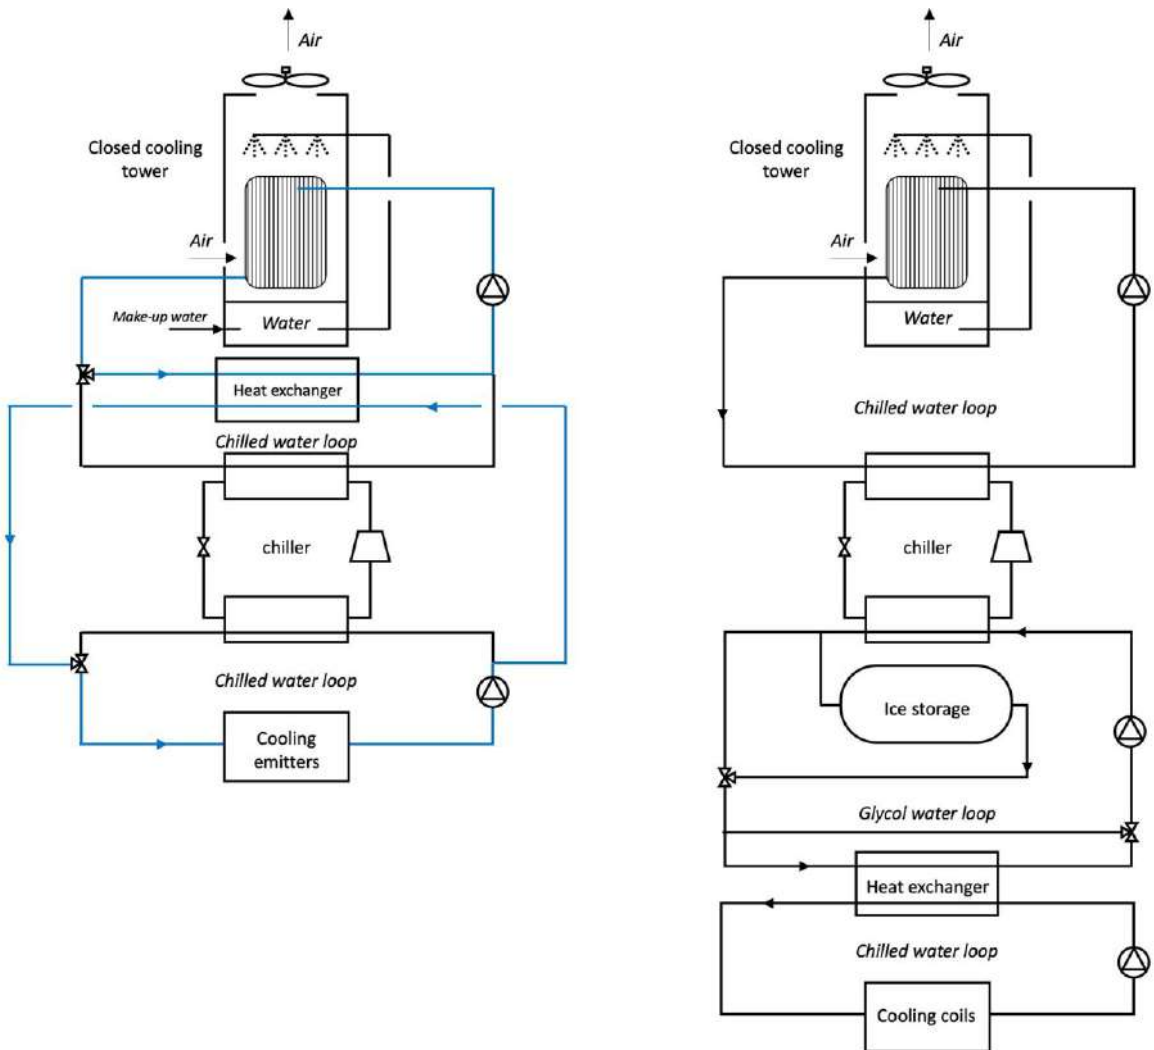 Air
Closed cooling
tower
Air
Make-up water
Water
Heat exchanger
Chilled water loop
chiller
Chilled water loop
Cooling
emitters
Air
Closed cooling
tower
Air
Water
Chilled water loop
chiller
Ice storage
Glycol water loop
Heat exchanger
Chilled water loop
Cooling coils